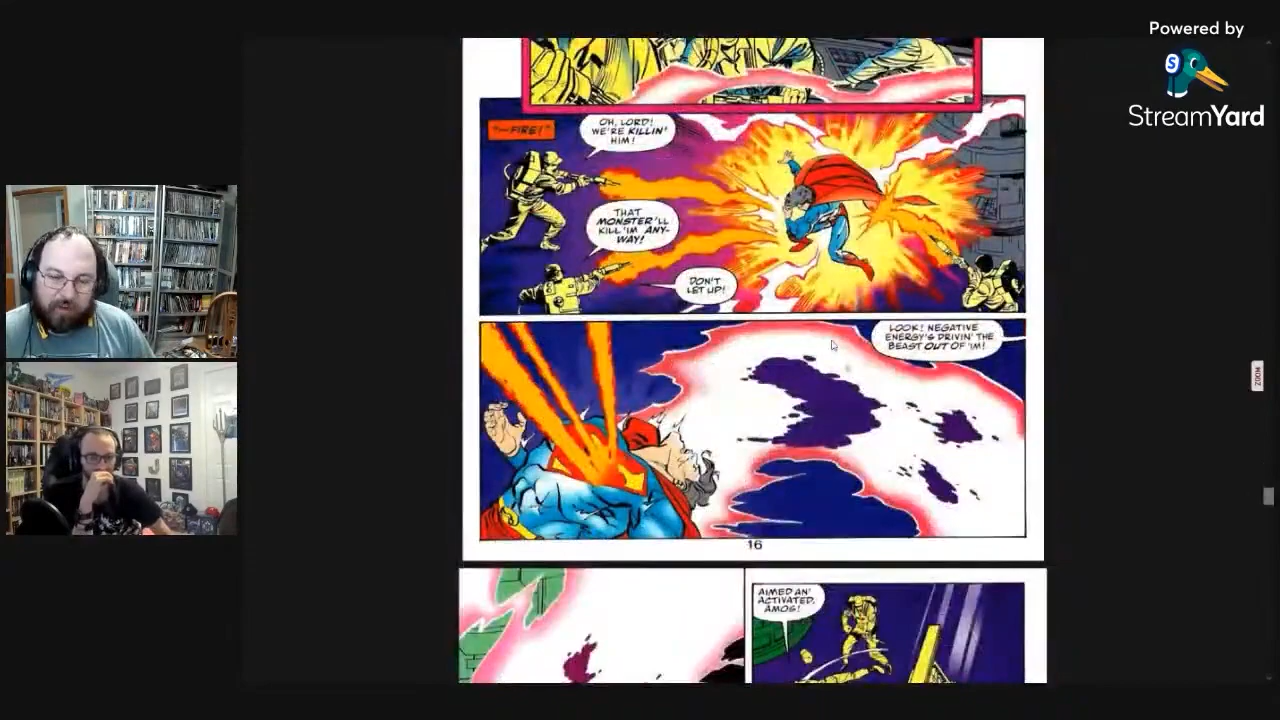 Powered by
StreamYard
"—FIRE!"
OH, LORD!
WE'RE KILLIN'
HIM!
THAT
MONSTER'LL
KILL 'IM ANY-
WAY!
DON'T
LET UP!
LOOK! NEGATIVE
ENERGY'S DRIVIN' THE
BEAST OUT OF 'IM!
16
AIMED AN'
ACTIVATED,
AMOS!
ZOOM